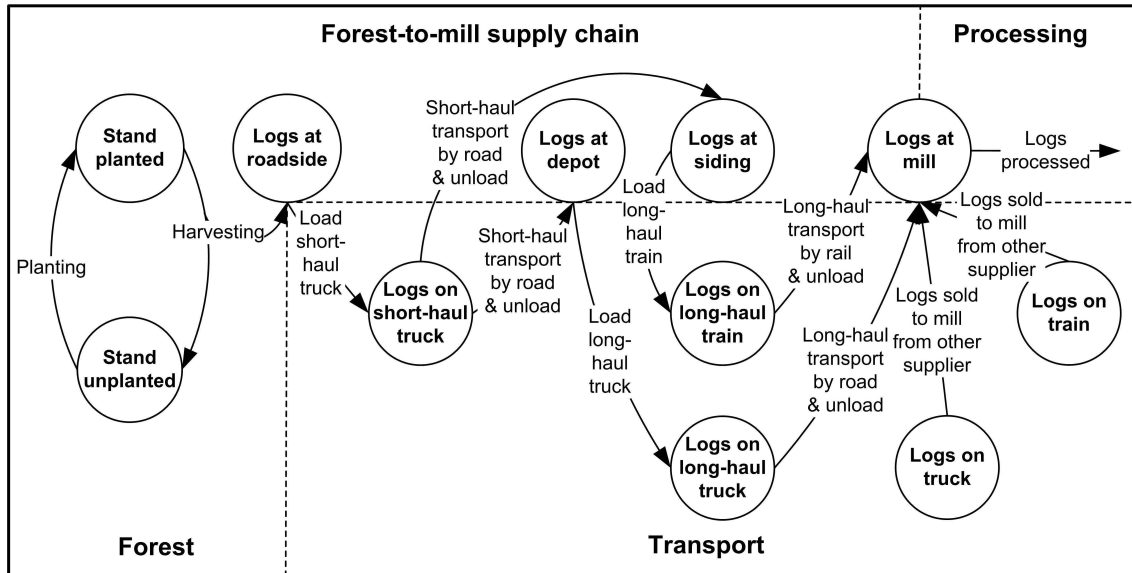 Forest-to-mill supply chain
Processing
Stand
planted
Logs at
roadside
Short-haul
transport
by road
& unload
Logs at
depot
Logs at
siding
Logs at
mill
Logs
processed
Planting
Harvesting
Load
short-
haul
truck
Short-haul
transport
by road
& unload
Load
long-
haul
train
Long-haul
transport
by rail
& unload
Logs sold
to mill
from other
supplier
Stand
unplanted
Logs on
short-haul
truck
Load
long-
haul
truck
Logs on
long-haul
train
Long-haul
transport
by road
& unload
Logs sold
to mill
from other
supplier
Logs on
train
Logs on
long-haul
truck
Logs on
truck
Forest
Transport